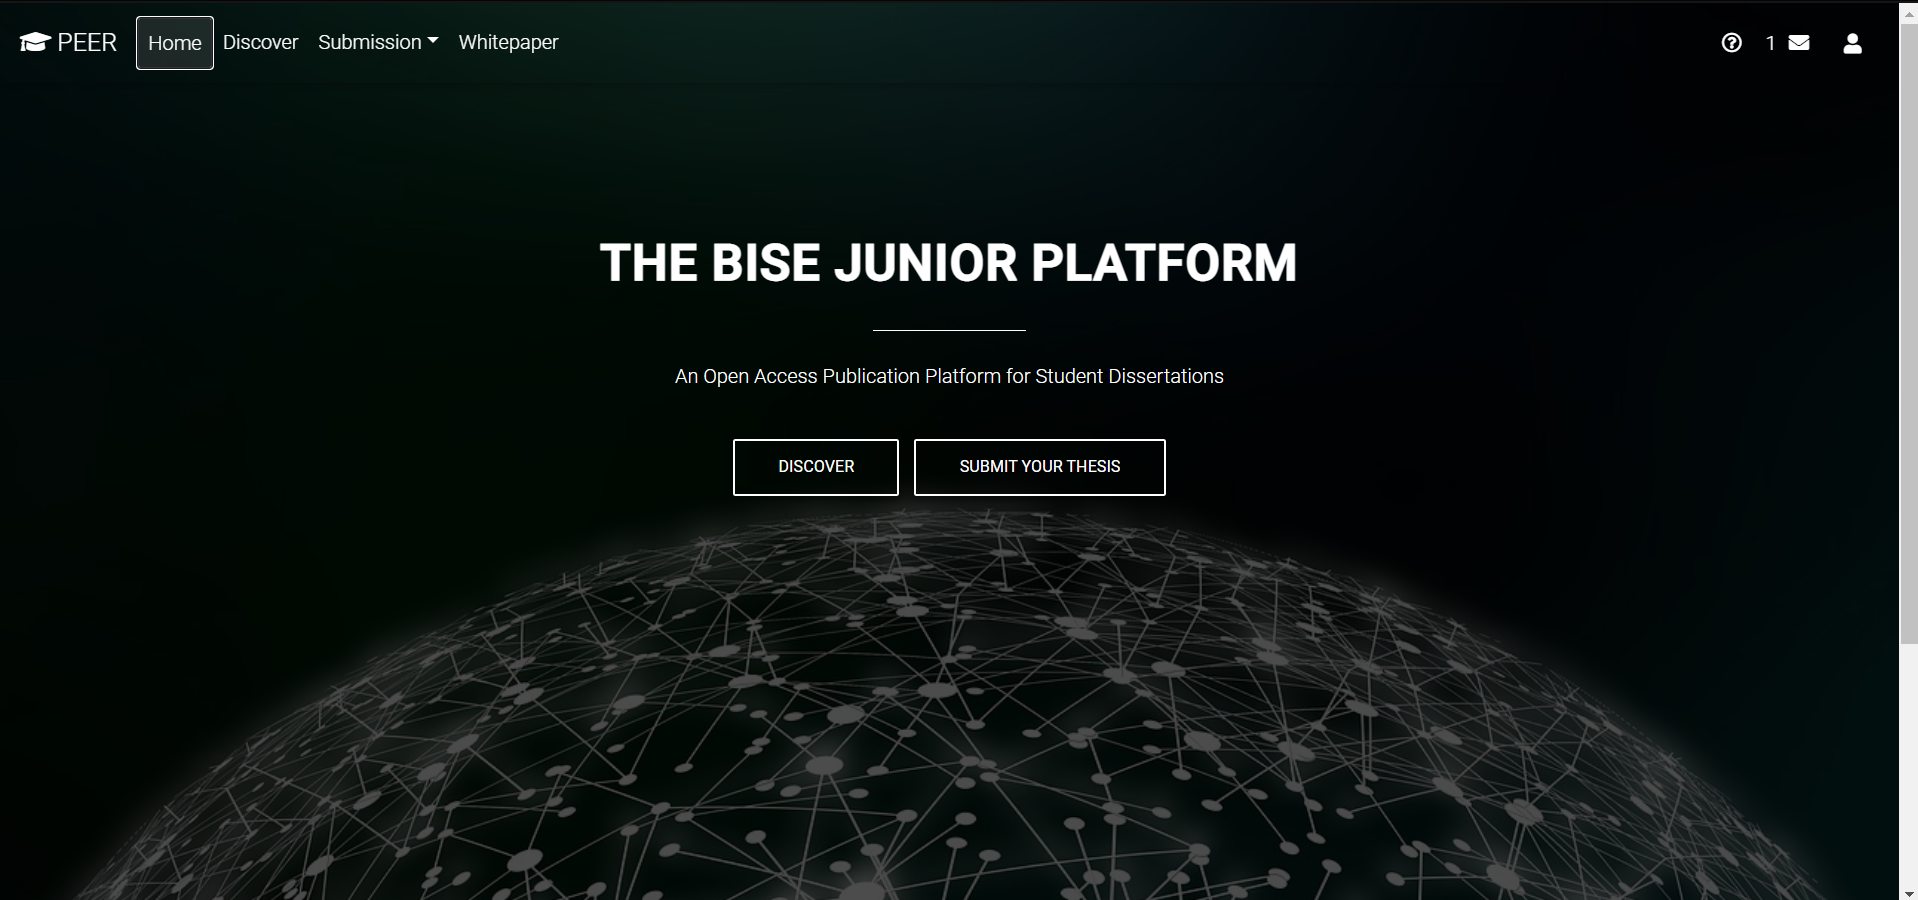 PEER Home Discover Submission Whitepaper 1
THE BISE JUNIOR PLATFORM
An Open Access Publication Platform for Student Dissertations
DISCOVER SUBMIT YOUR THESIS